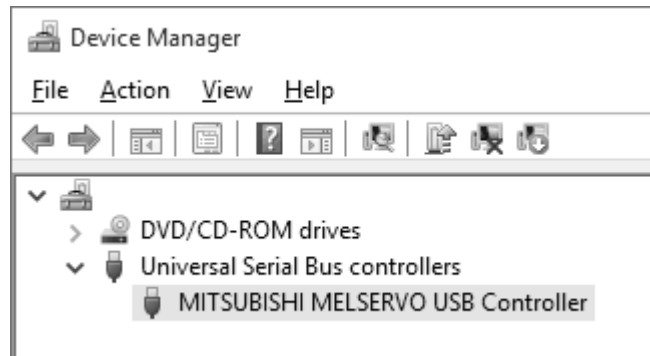 Device Manager
File Action View Help
DVD/CD-ROM drives
Universal Serial Bus controllers
MITSUBISHI MELSERVO USB Controller